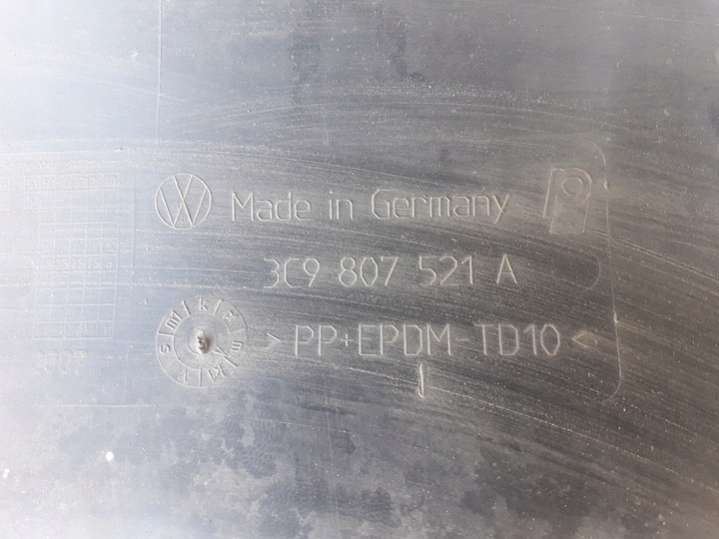 Made in Germany
3C9 807 521 A
>PP+EPDM-TD10<